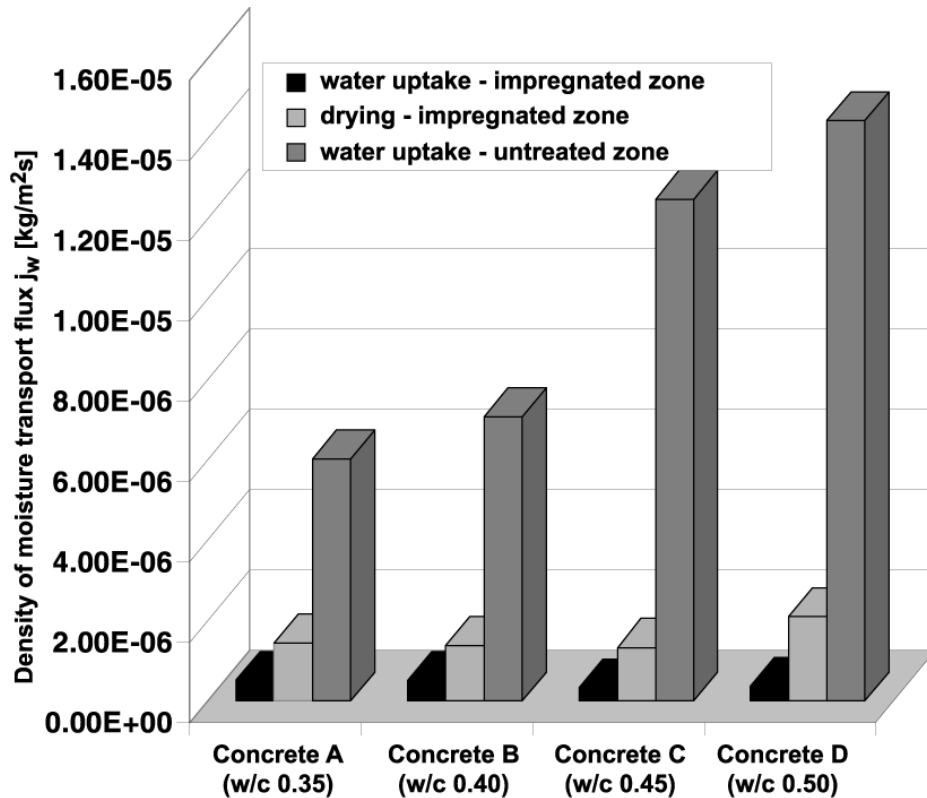 1.60E-05
1.40E-05
1.20E-05
1.00E-05
8.00E-06
6.00E-06
4.00E-06
2.00E-06
0.00E+00
Density of moisture transport flux j_w [kg/m²s]
water uptake - impregnated zone
drying - impregnated zone
water uptake - untreated zone
Concrete A
(w/c 0.35)
Concrete B
(w/c 0.40)
Concrete C
(w/c 0.45)
Concrete D
(w/c 0.50)